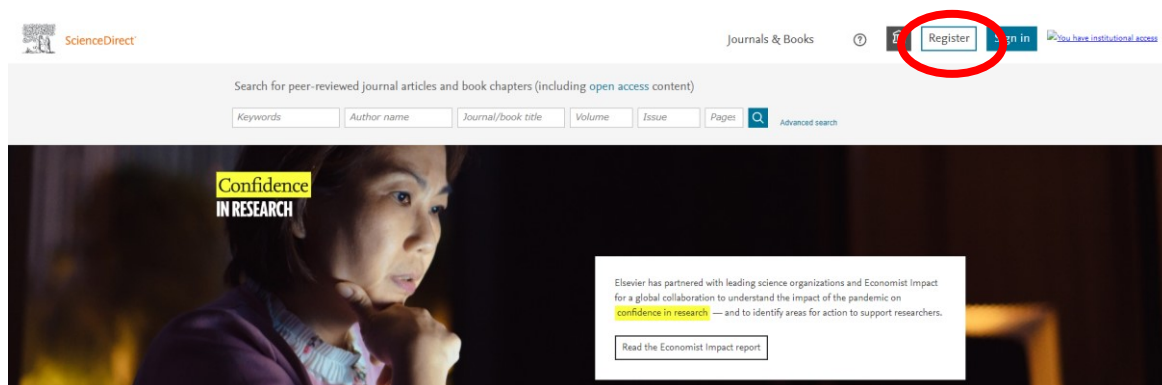 ScienceDirect
Journals & Books
Register
Sign in
You have institutional access
Search for peer-reviewed journal articles and book chapters (including open access content)
Keywords
Author name
Journal/book title
Volume
Issue
Pages
Advanced search
Confidence
IN RESEARCH
Elsevier has partnered with leading science organizations and Economist Impact
for a global collaboration to understand the impact of the pandemic on
confidence in research — and to identify areas for action to support researchers.
Read the Economist Impact report